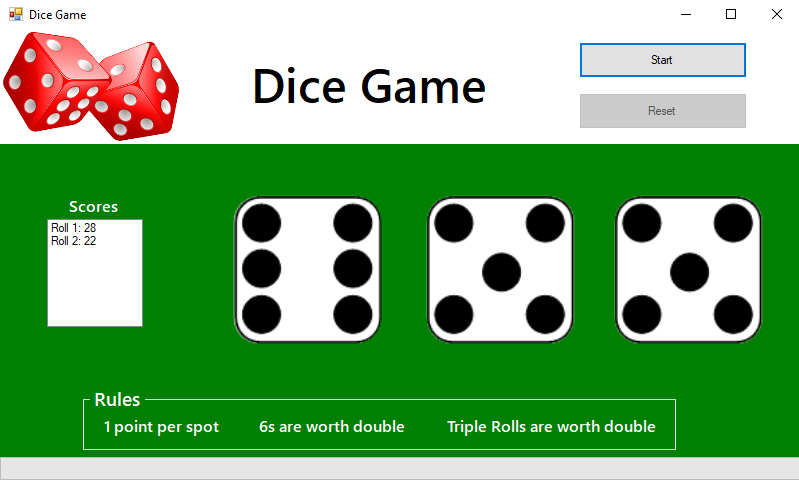 Dice Game
Dice Game
Start
Reset
Scores
Roll 1: 28
Roll 2: 22
Rules
1 point per spot
6s are worth double
Triple Rolls are worth double